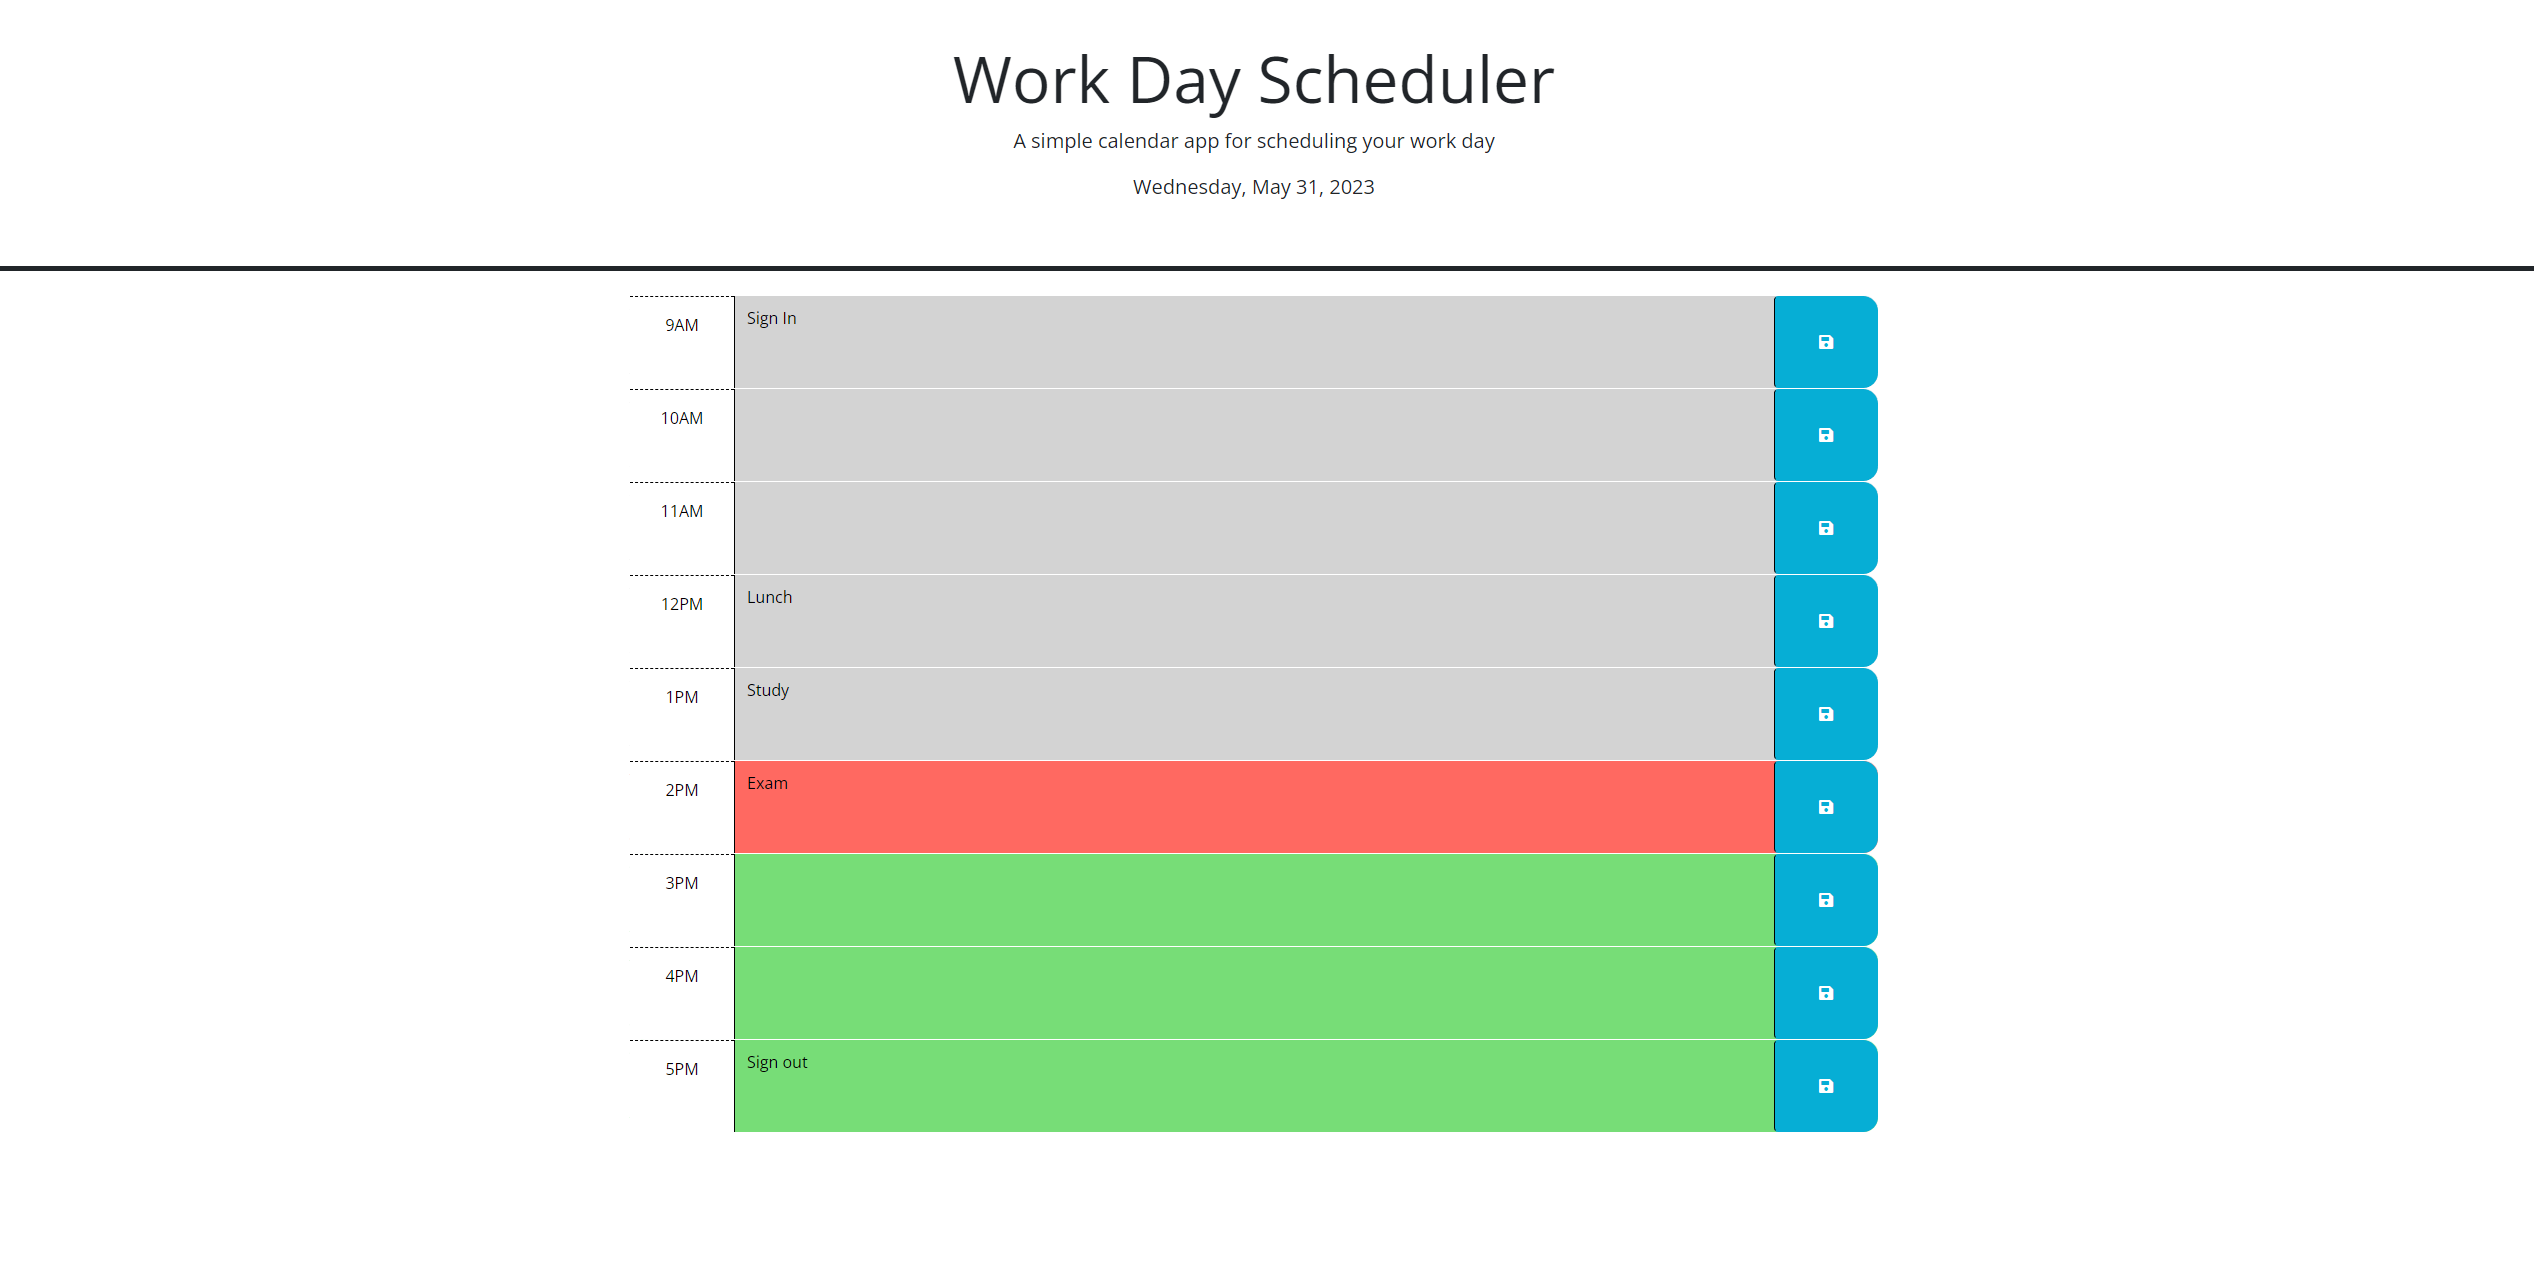 Work Day Scheduler
A simple calendar app for scheduling your work day
Wednesday, May 31, 2023
9AM Sign In
10AM
11AM
12PM Lunch
1PM Study
2PM Exam
3PM
4PM
5PM Sign out